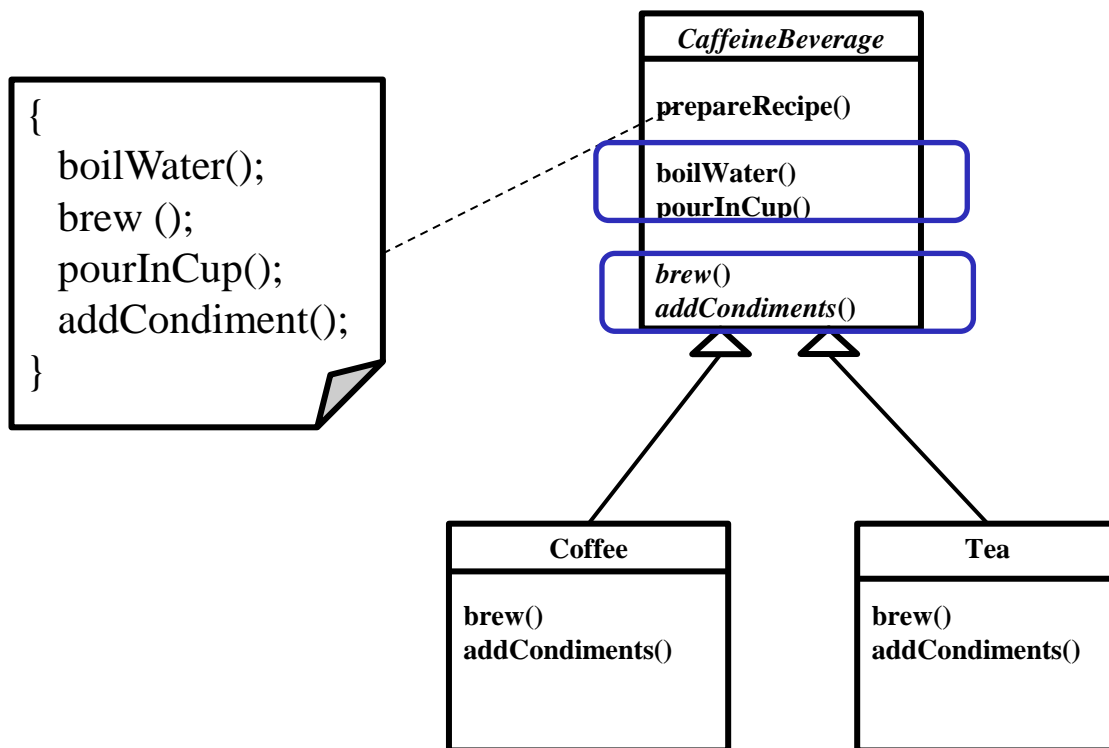 {
boilWater();
brew ();
pourInCup();
addCondiment();
}
CaffeineBeverage
prepareRecipe()
boilWater()
pourInCup()
brew()
addCondiments()
Coffee
brew()
addCondiments()
Tea
brew()
addCondiments()